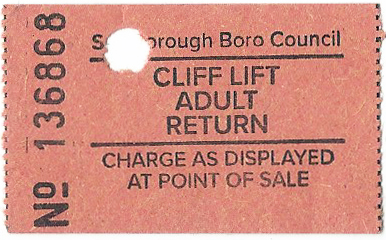 Boro Council
CLIFF LIFT
ADULT
RETURN
CHARGE AS DISPLAYED
AT POINT OF SALE
Nº 136868